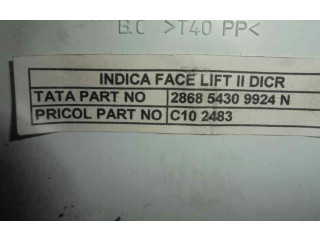 B.C >T40 PP<
INDICA FACE LIFT II DICR
TATA PART NO 2868 5430 9924 N
PRICOL PART NO C10 2483